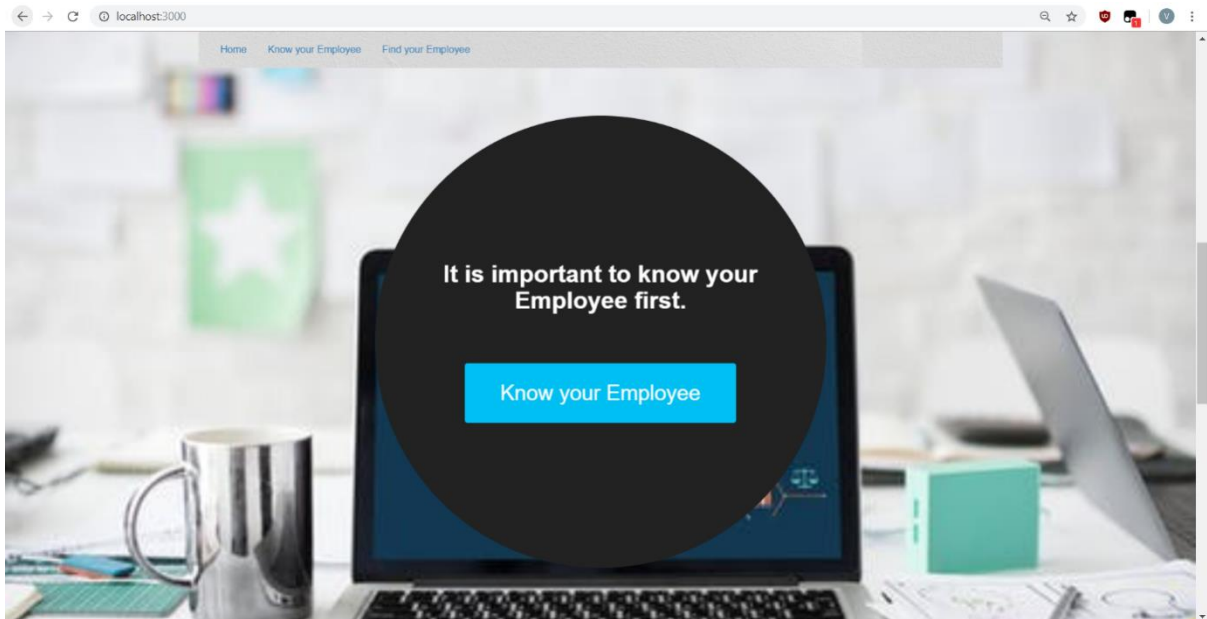 localhost:3000
1
V
Home Know your Employee Find your Employee
It is important to know your
Employee first.
Know your Employee